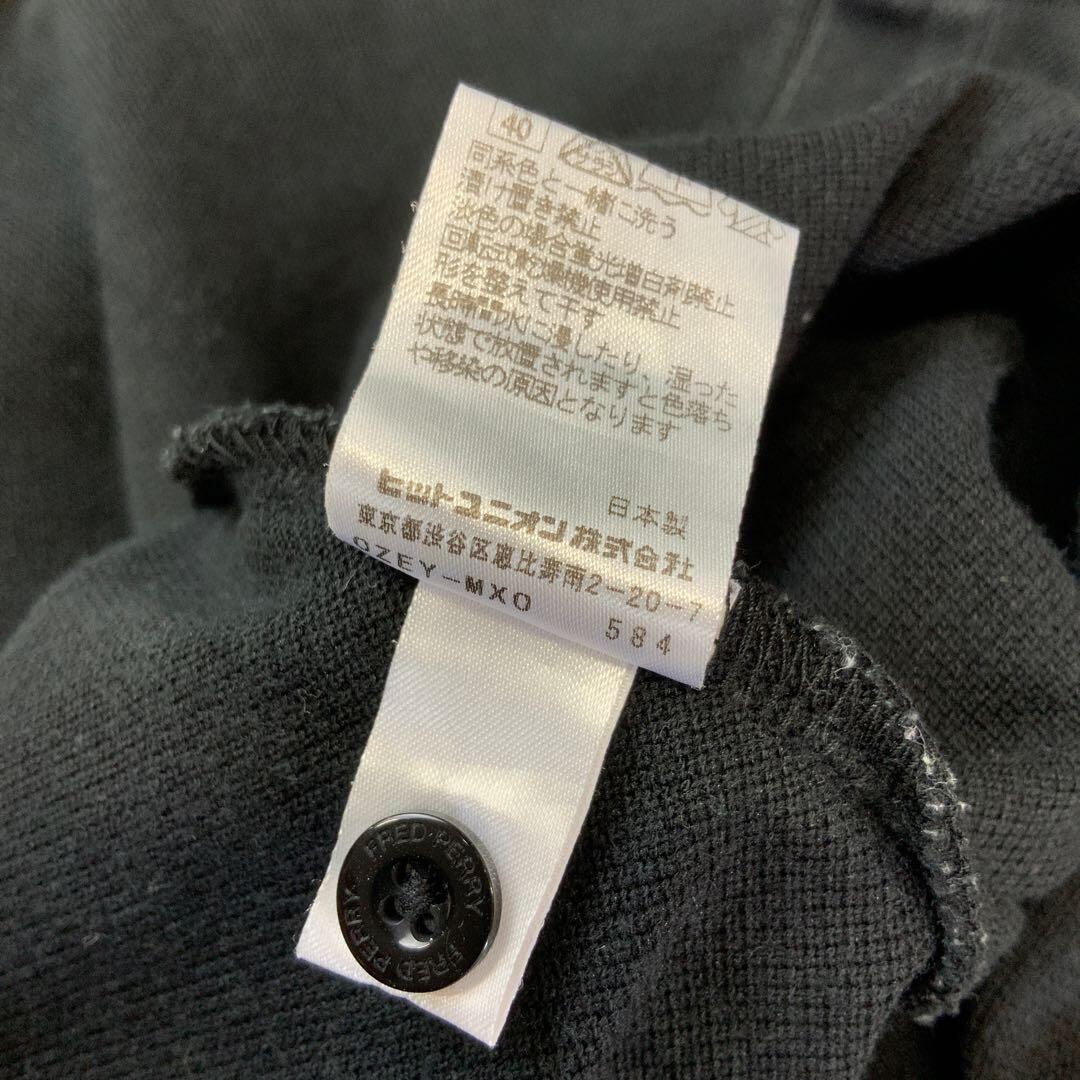 40
同系色と一緒に洗う
漬け置き禁止
淡色の場合蛍光増白剤禁止
回転式乾燥機使用禁止
形を整えて干す
長時間水に浸したり、湿った
状態で放置されますと色落ち
や移染の原因となります
日本製
ヒットユニオン株式会社
東京都渋谷区恵比寿南2-20-7
OZEY-MXO
584
FRED·PERRY·FRED PERRY·